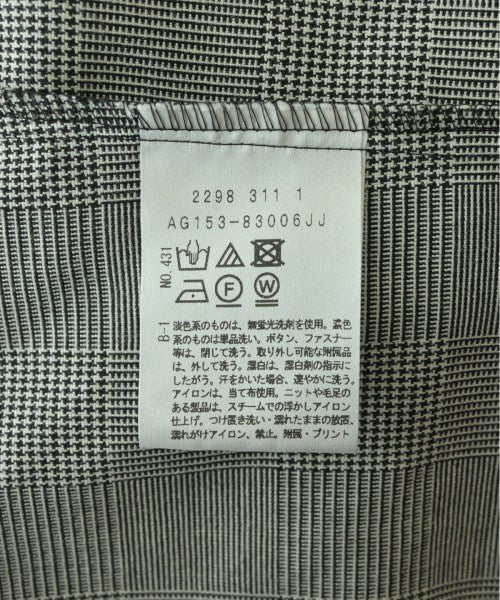 2298 311 1
AG153-83006JJ
NO.431
F
W
B-1
淡色系のものは、無蛍光洗剤を使用。濃色
系のものは単品洗い。ボタン、ファスナー
等は、閉じて洗う。取り外し可能な附属品
は、外して洗う。漂白は、漂白剤の指示に
したがう。汗をかいた場合、速やかに洗う。
アイロンは、当て布使用。ニットや毛足の
ある製品は、スチームでの浮かしアイロン
仕上げ。つけ置き洗い・濡れたままの放置、
濡れがけアイロン、禁止。附属・プリント